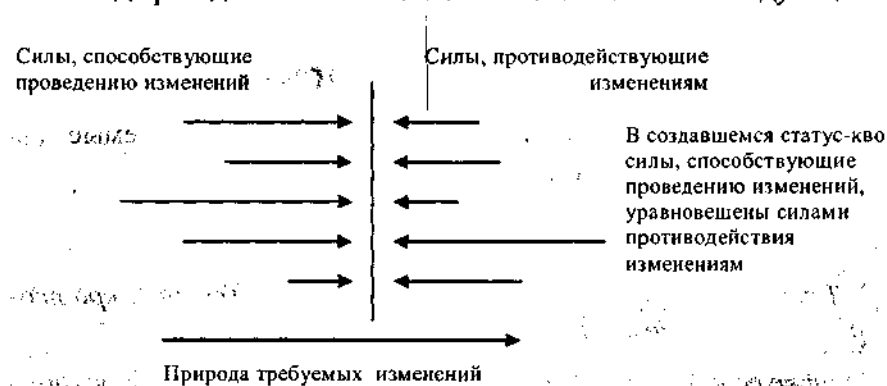 Силы, способствующие
проведению изменений
Силы, противодействующие
изменениям
В создавшемся статус-кво
силы, способствующие
проведению изменений,
уравновешены силами
противодействия
изменениям
Природа требуемых изменений